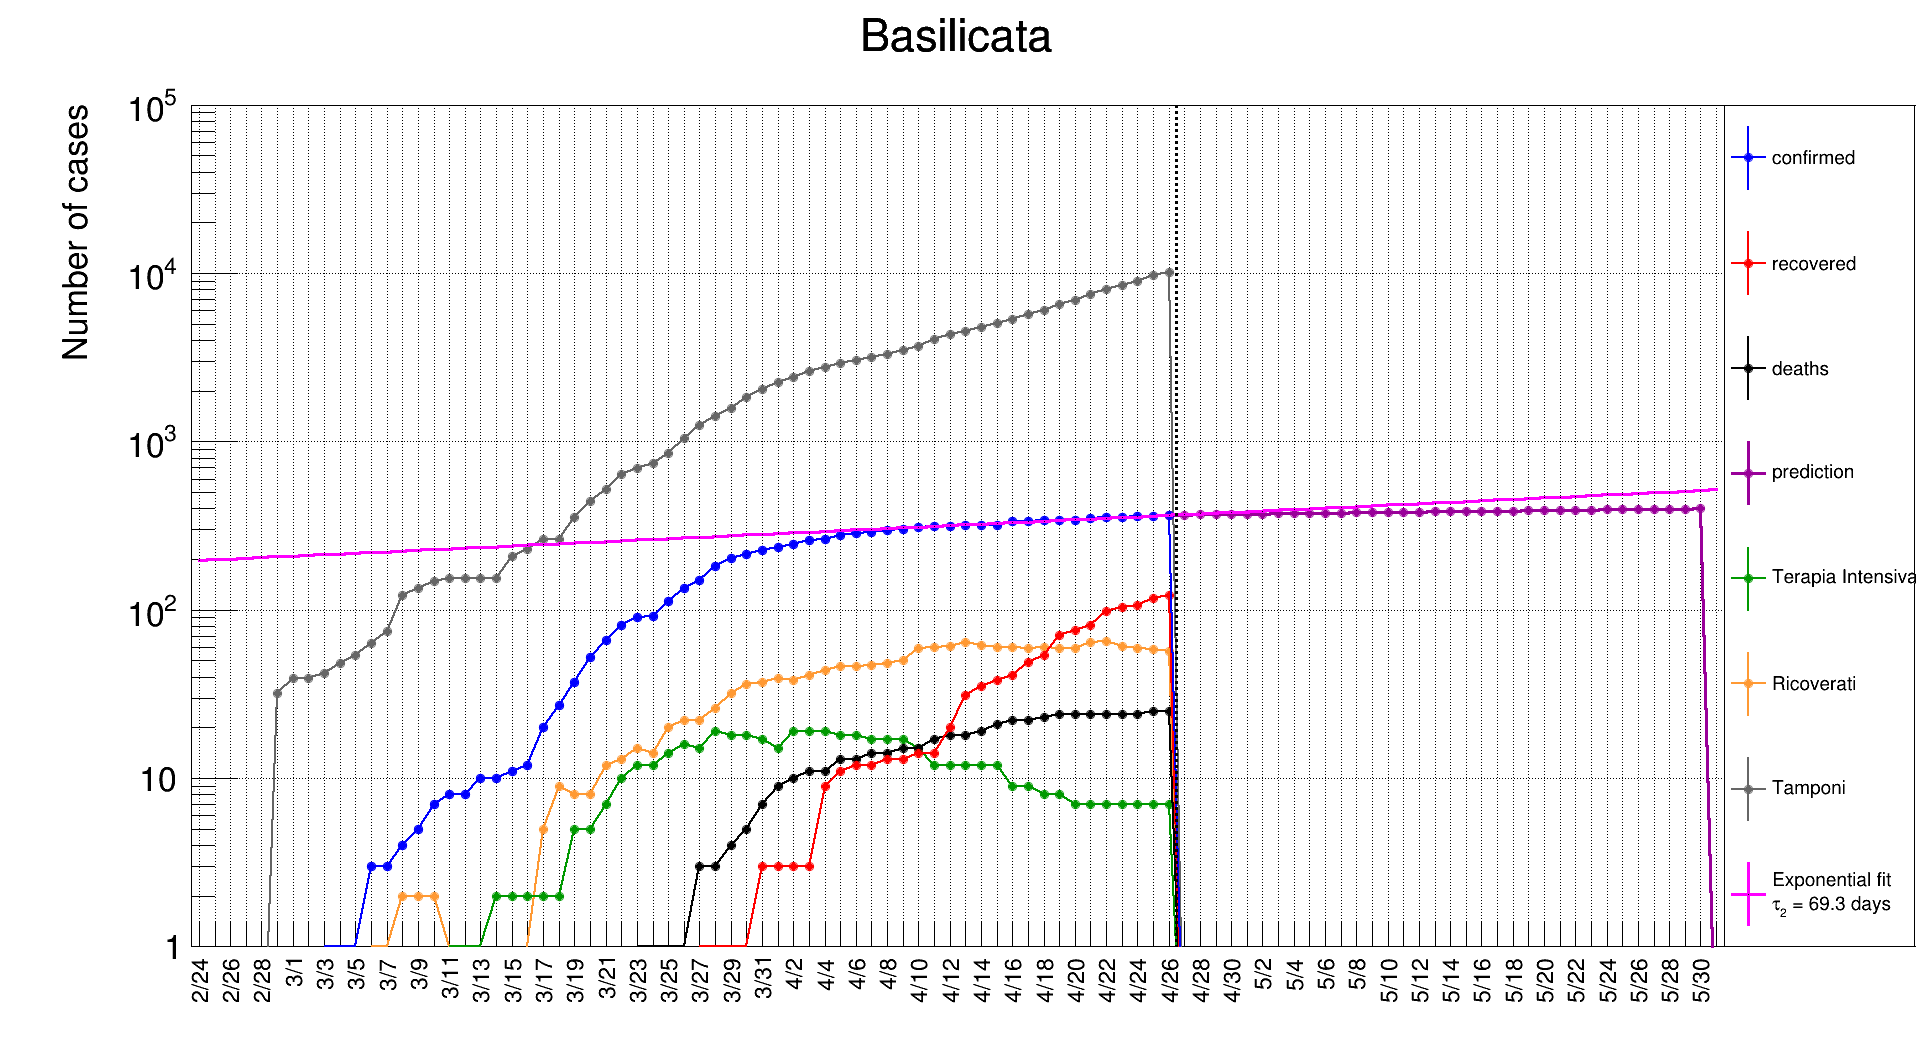 Basilicata
Number of cases
10^5
10^4
10^3
10^2
10
1
2/24 2/26 2/28 3/1 3/3 3/5 3/7 3/9 3/11 3/13 3/15 3/17 3/19 3/21 3/23 3/25 3/27 3/29 3/31 4/2 4/4 4/6 4/8 4/10 4/12 4/14 4/16 4/18 4/20 4/22 4/24 4/26 4/28 4/30 5/2 5/4 5/6 5/8 5/10 5/12 5/14 5/16 5/18 5/20 5/22 5/24 5/26 5/28 5/30
confirmed
recovered
deaths
prediction
Terapia Intensiva
Ricoverati
Tamponi
Exponential fit
τ_2 = 69.3 days